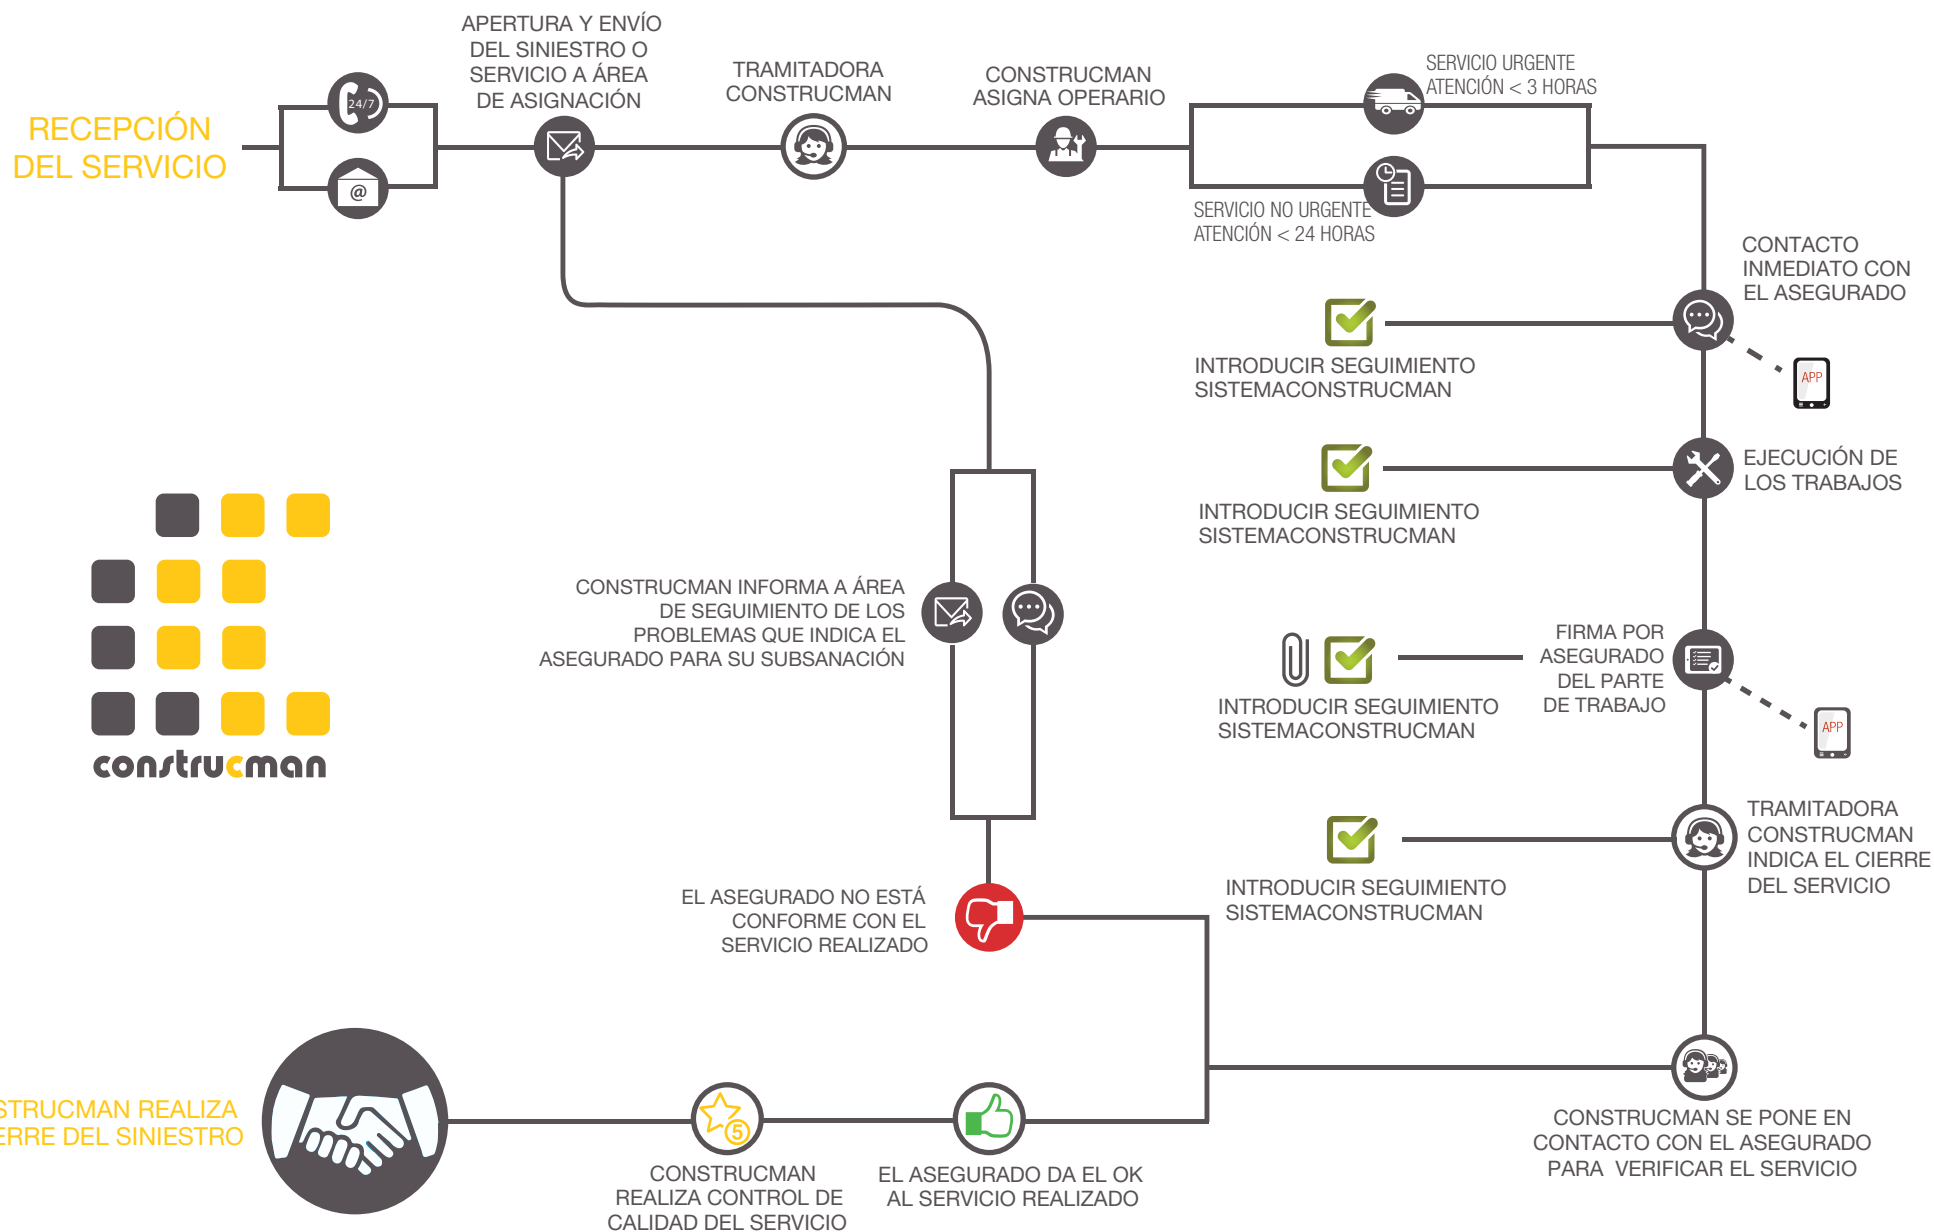 RECEPCIÓN
DEL SERVICIO
24/7
@
APERTURA Y ENVÍO
DEL SINIESTRO O
SERVICIO A ÁREA
DE ASIGNACIÓN
TRAMITADORA
CONSTRUCMAN
CONSTRUCMAN
ASIGNA OPERARIO
SERVICIO URGENTE
ATENCIÓN < 3 HORAS
SERVICIO NO URGENTE
ATENCIÓN < 24 HORAS
CONTACTO
INMEDIATO CON
EL ASEGURADO
APP
INTRODUCIR SEGUIMIENTO
SISTEMACONSTRUCMAN
EJECUCIÓN DE
LOS TRABAJOS
INTRODUCIR SEGUIMIENTO
SISTEMACONSTRUCMAN
FIRMA POR
ASEGURADO
DEL PARTE
DE TRABAJO
APP
INTRODUCIR SEGUIMIENTO
SISTEMACONSTRUCMAN
TRAMITADORA
CONSTRUCMAN
INDICA EL CIERRE
DEL SERVICIO
INTRODUCIR SEGUIMIENTO
SISTEMACONSTRUCMAN
CONSTRUCMAN SE PONE EN
CONTACTO CON EL ASEGURADO
PARA VERIFICAR EL SERVICIO
CONSTRUCMAN INFORMA A ÁREA
DE SEGUIMIENTO DE LOS
PROBLEMAS QUE INDICA EL
ASEGURADO PARA SU SUBSANACIÓN
EL ASEGURADO NO ESTÁ
CONFORME CON EL
SERVICIO REALIZADO
EL ASEGURADO DA EL OK
AL SERVICIO REALIZADO
5
CONSTRUCMAN
REALIZA CONTROL DE
CALIDAD DEL SERVICIO
STRUCMAN REALIZA
ERRE DEL SINIESTRO
construcman